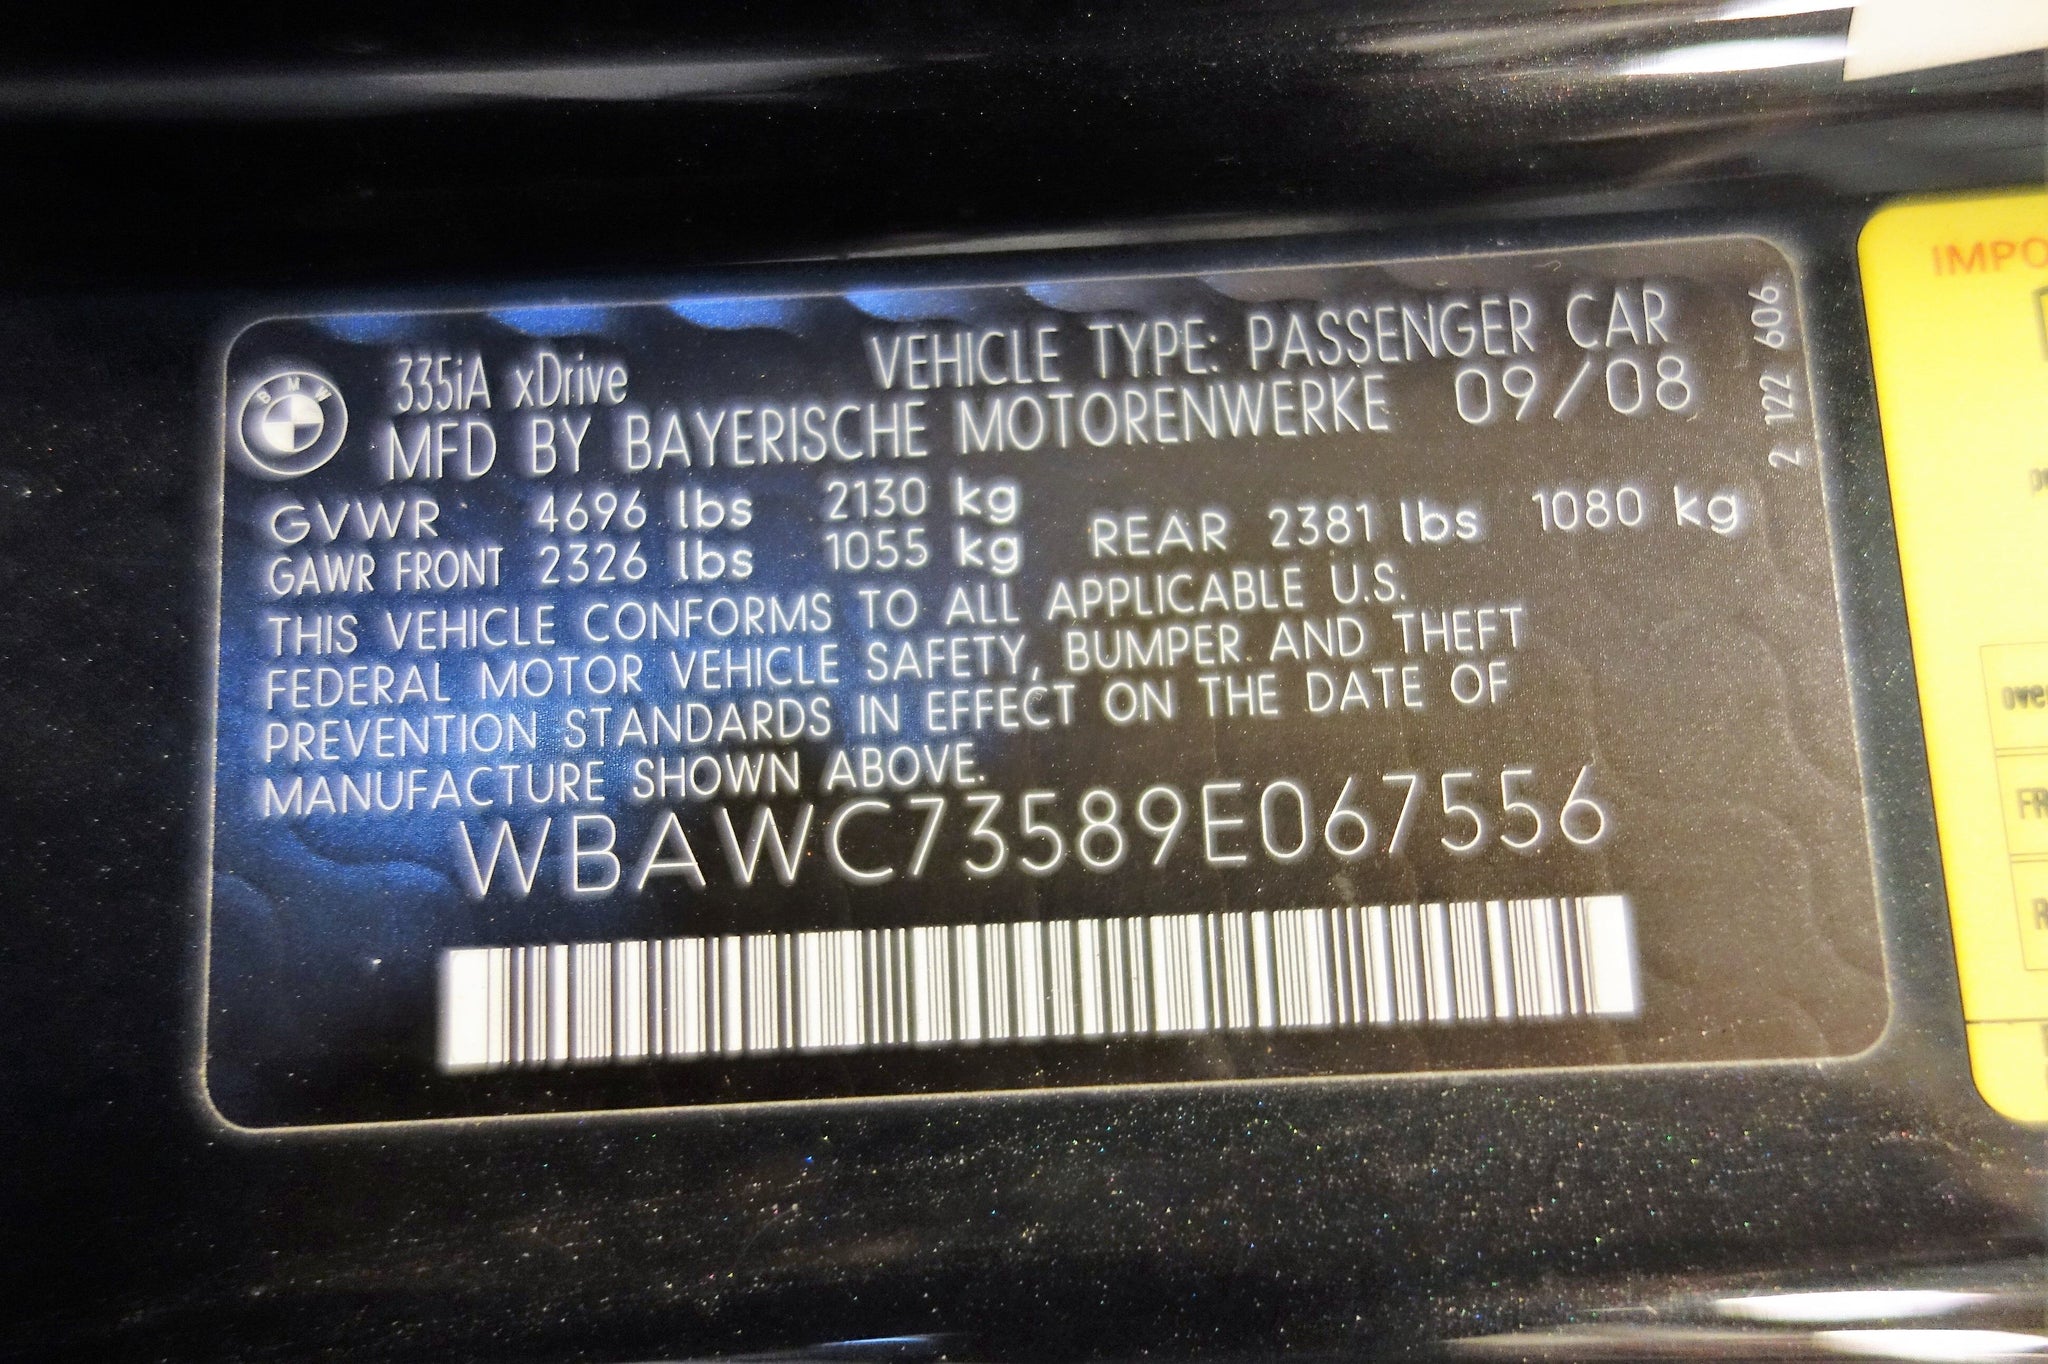 BMW
335iA xDrive
VEHICLE TYPE: PASSENGER CAR
MFD BY BAYERISCHE MOTORENWERKE 09/08
GVWR 4696 lbs 2130 kg
GAWR FRONT 2326 lbs 1055 kg REAR 2381 lbs 1080 kg
THIS VEHICLE CONFORMS TO ALL APPLICABLE U.S.
FEDERAL MOTOR VEHICLE SAFETY, BUMPER AND THEFT
PREVENTION STANDARDS IN EFFECT ON THE DATE OF
MANUFACTURE SHOWN ABOVE.
WBAWC73589E067556
2 122 606
IMPO